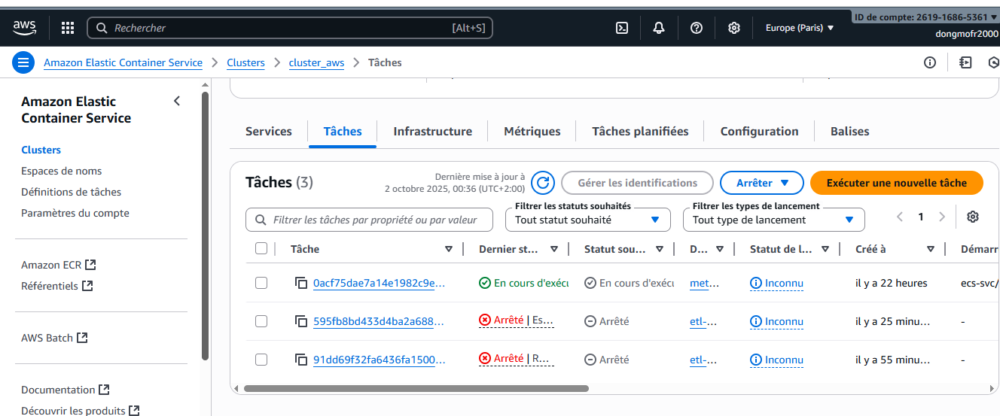 aws
Rechercher [Alt+S]
Europe (Paris)
ID de compte: 2619-1686-5361
dongmofr2000
Amazon Elastic Container Service > Clusters > cluster_aws > Tâches
Amazon Elastic
Container Service
Clusters
Espaces de noms
Définitions de tâches
Paramètres du compte
Amazon ECR
Référentiels
AWS Batch
Documentation
Découvrir les produits
Services Tâches Infrastructure Métriques Tâches planifiées Configuration Balises
Tâches (3)
Dernière mise à jour à
2 octobre 2025, 00:36 (UTC+2:00)
Gérer les identifications
Arrêter
Exécuter une nouvelle tâche
Filtrer les tâches par propriété ou par valeur
Filtrer les statuts souhaités
Tout statut souhaité
Filtrer les types de lancement
Tout type de lancement
1
Tâche Dernier st... Statut sou... D... Statut de l... Créé à Démarr
0acf75dae7a14e1982c9e... En cours d'exécu En cours d'exécu met... Inconnu il y a 22 heures ecs-svc/
595fb8bd433d4ba2a688... Arrêté | Es... Arrêté etl-... Inconnu il y a 25 minu... -
91dd69f32fa6436fa1500... Arrêté | R... Arrêté etl-... Inconnu il y a 55 minu... -